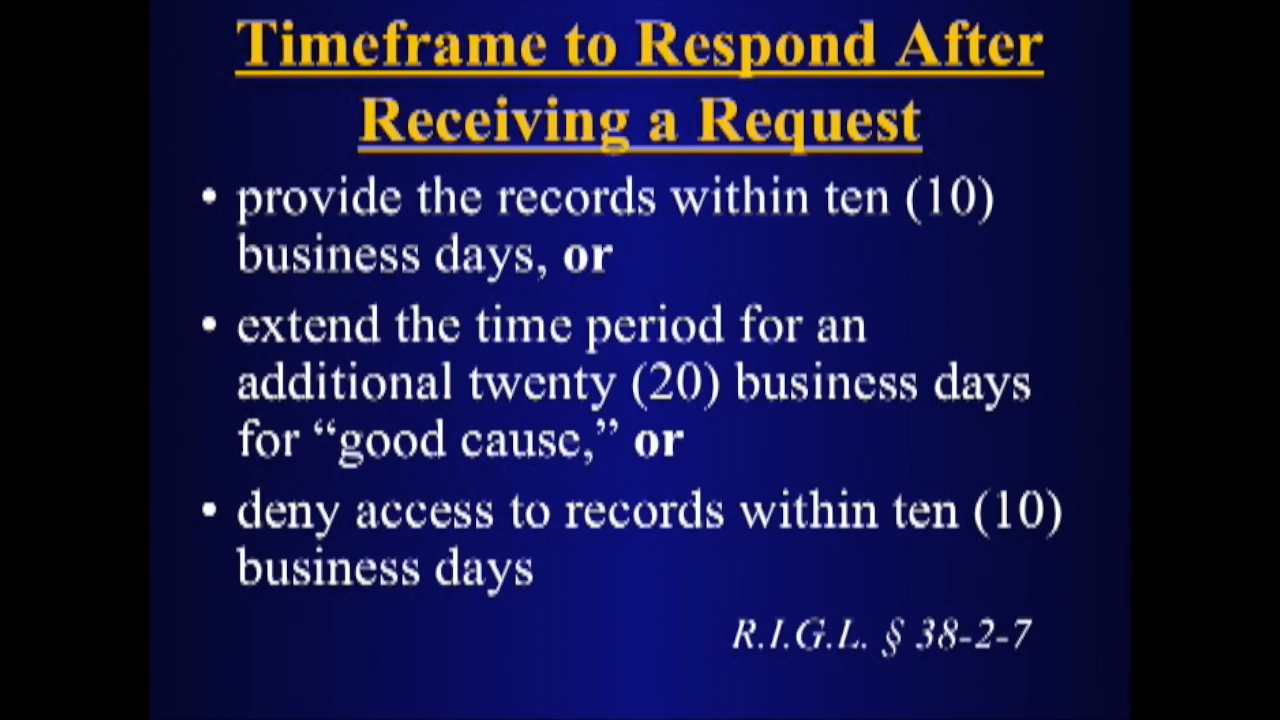 Timeframe to Respond After
Receiving a Request
• provide the records within ten (10)
business days, or
• extend the time period for an
additional twenty (20) business days
for “good cause,” or
• deny access to records within ten (10)
business days
R.I.G.L. § 38-2-7